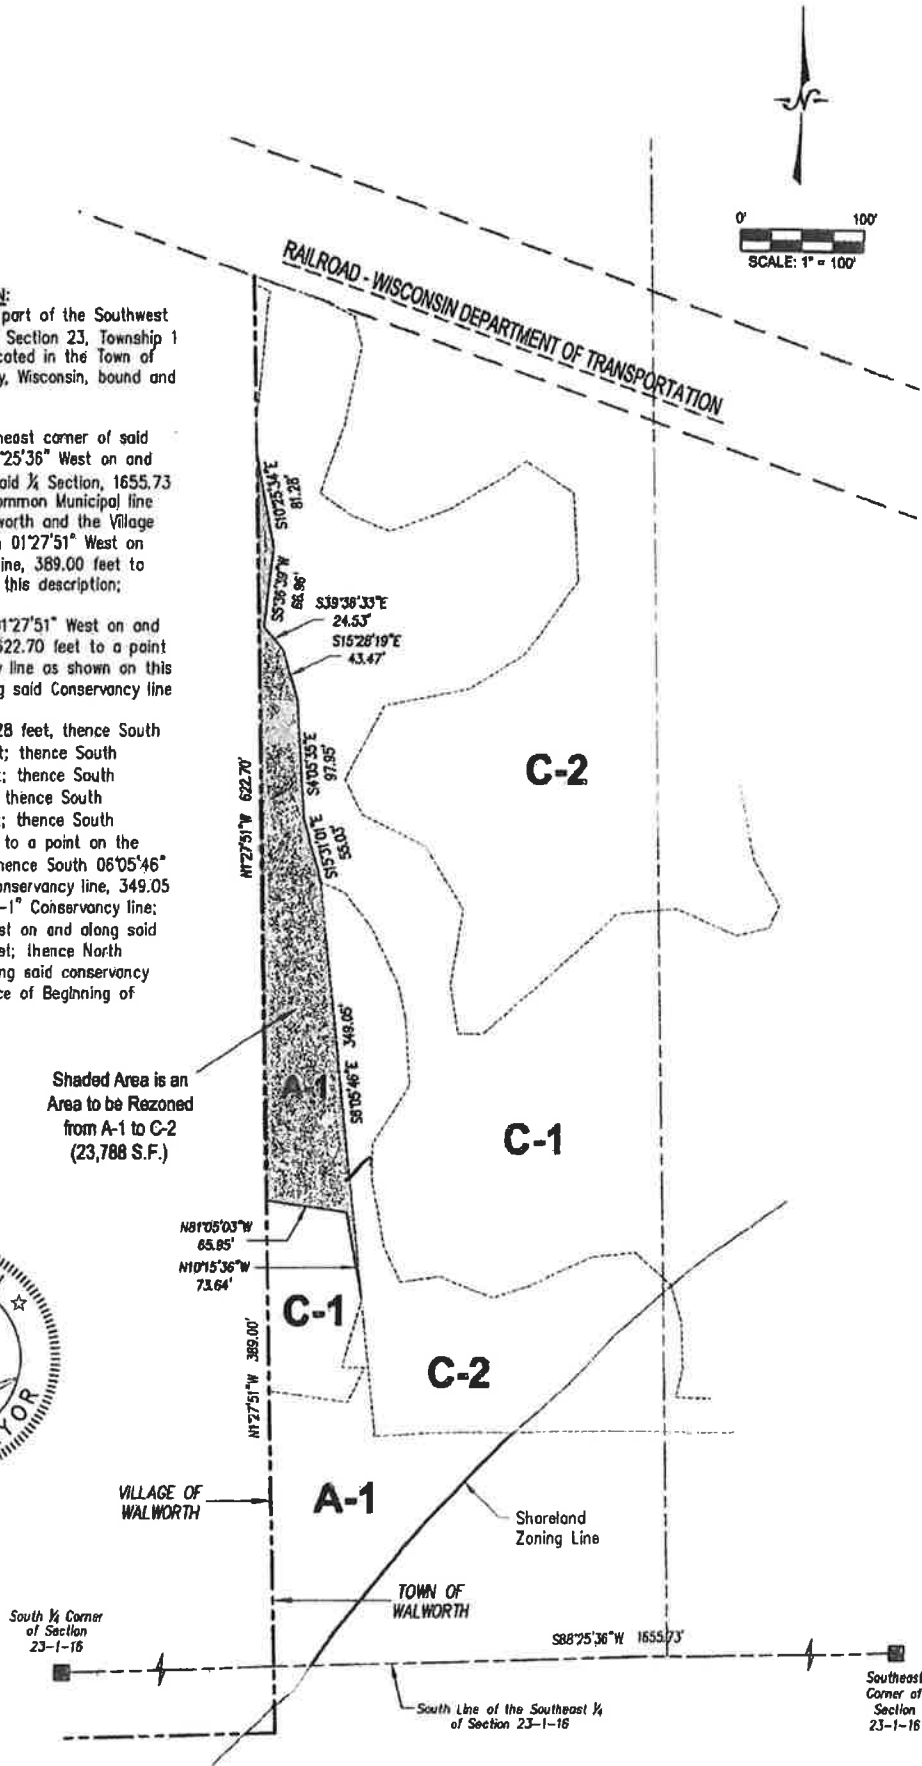 N
0' 100'
SCALE: 1" = 100'
RAILROAD - WISCONSIN DEPARTMENT OF TRANSPORTATION
N:
part of the Southwest
Section 23, Township 1
cated in the Town of
y, Wisconsin, bound and
heast corner of said
°25'36" West on and
aid ¼ Section, 1655.73
ommon Municipal line
worth and the Village
h 01°27'51" West on
line, 389.00 feet to
this description;
01°27'51" West on and
622.70 feet to a point
y line as shown on this
g said Conservancy line
28 feet, thence South
t; thence South
t; thence South
thence South
t; thence South
to a point on the
hence South 06°05'46"
onservancy line, 349.05
-1" Conservancy line;
st on and along said
et; thence North
ng said conservancy
ce of Beginning of
S10°25'14"E
81.28'
S5°36'39"W
68.96'
S39°36'33"E
24.53'
S15°28'19"E
43.47'
S4°05'35"E
97.95'
S15°31'01"E
55.03'
N1°27'51"W 622.70'
C-2
S6°05'46"E 349.05'
A-1
Shaded Area is an
Area to be Rezoned
from A-1 to C-2
(23,788 S.F.)
C-1
N81°05'03"W
65.95'
N10°15'36"W
73.64'
C-1
N1°27'51"W 389.00'
C-2
YOR
VILLAGE OF
WALWORTH
A-1
Shoreland
Zoning Line
TOWN OF
WALWORTH
South ¼ Corner
of Section
23-1-16
S88°25'36"W 1655.73'
South Line of the Southeast ¼
of Section 23-1-16
Southeast
Corner of
Section
23-1-16